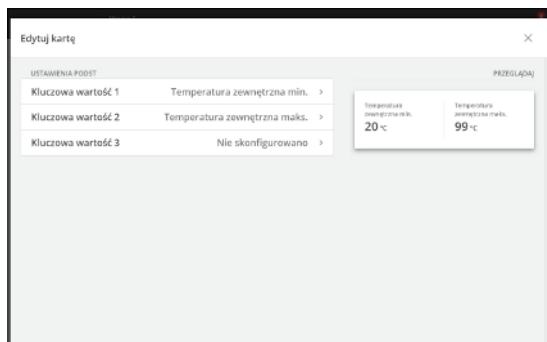 Edytuj kartę
USTAWIENIA PODST
PRZEGLĄDAJ
Kluczowa wartość 1 Temperatura zewnętrzna min.
Kluczowa wartość 2 Temperatura zewnętrzna maks.
Kluczowa wartość 3 Nie skonfigurowano
Temperatura
zewnętrzna min.
20 °C
Temperatura
zewnętrzna maks.
99 °C